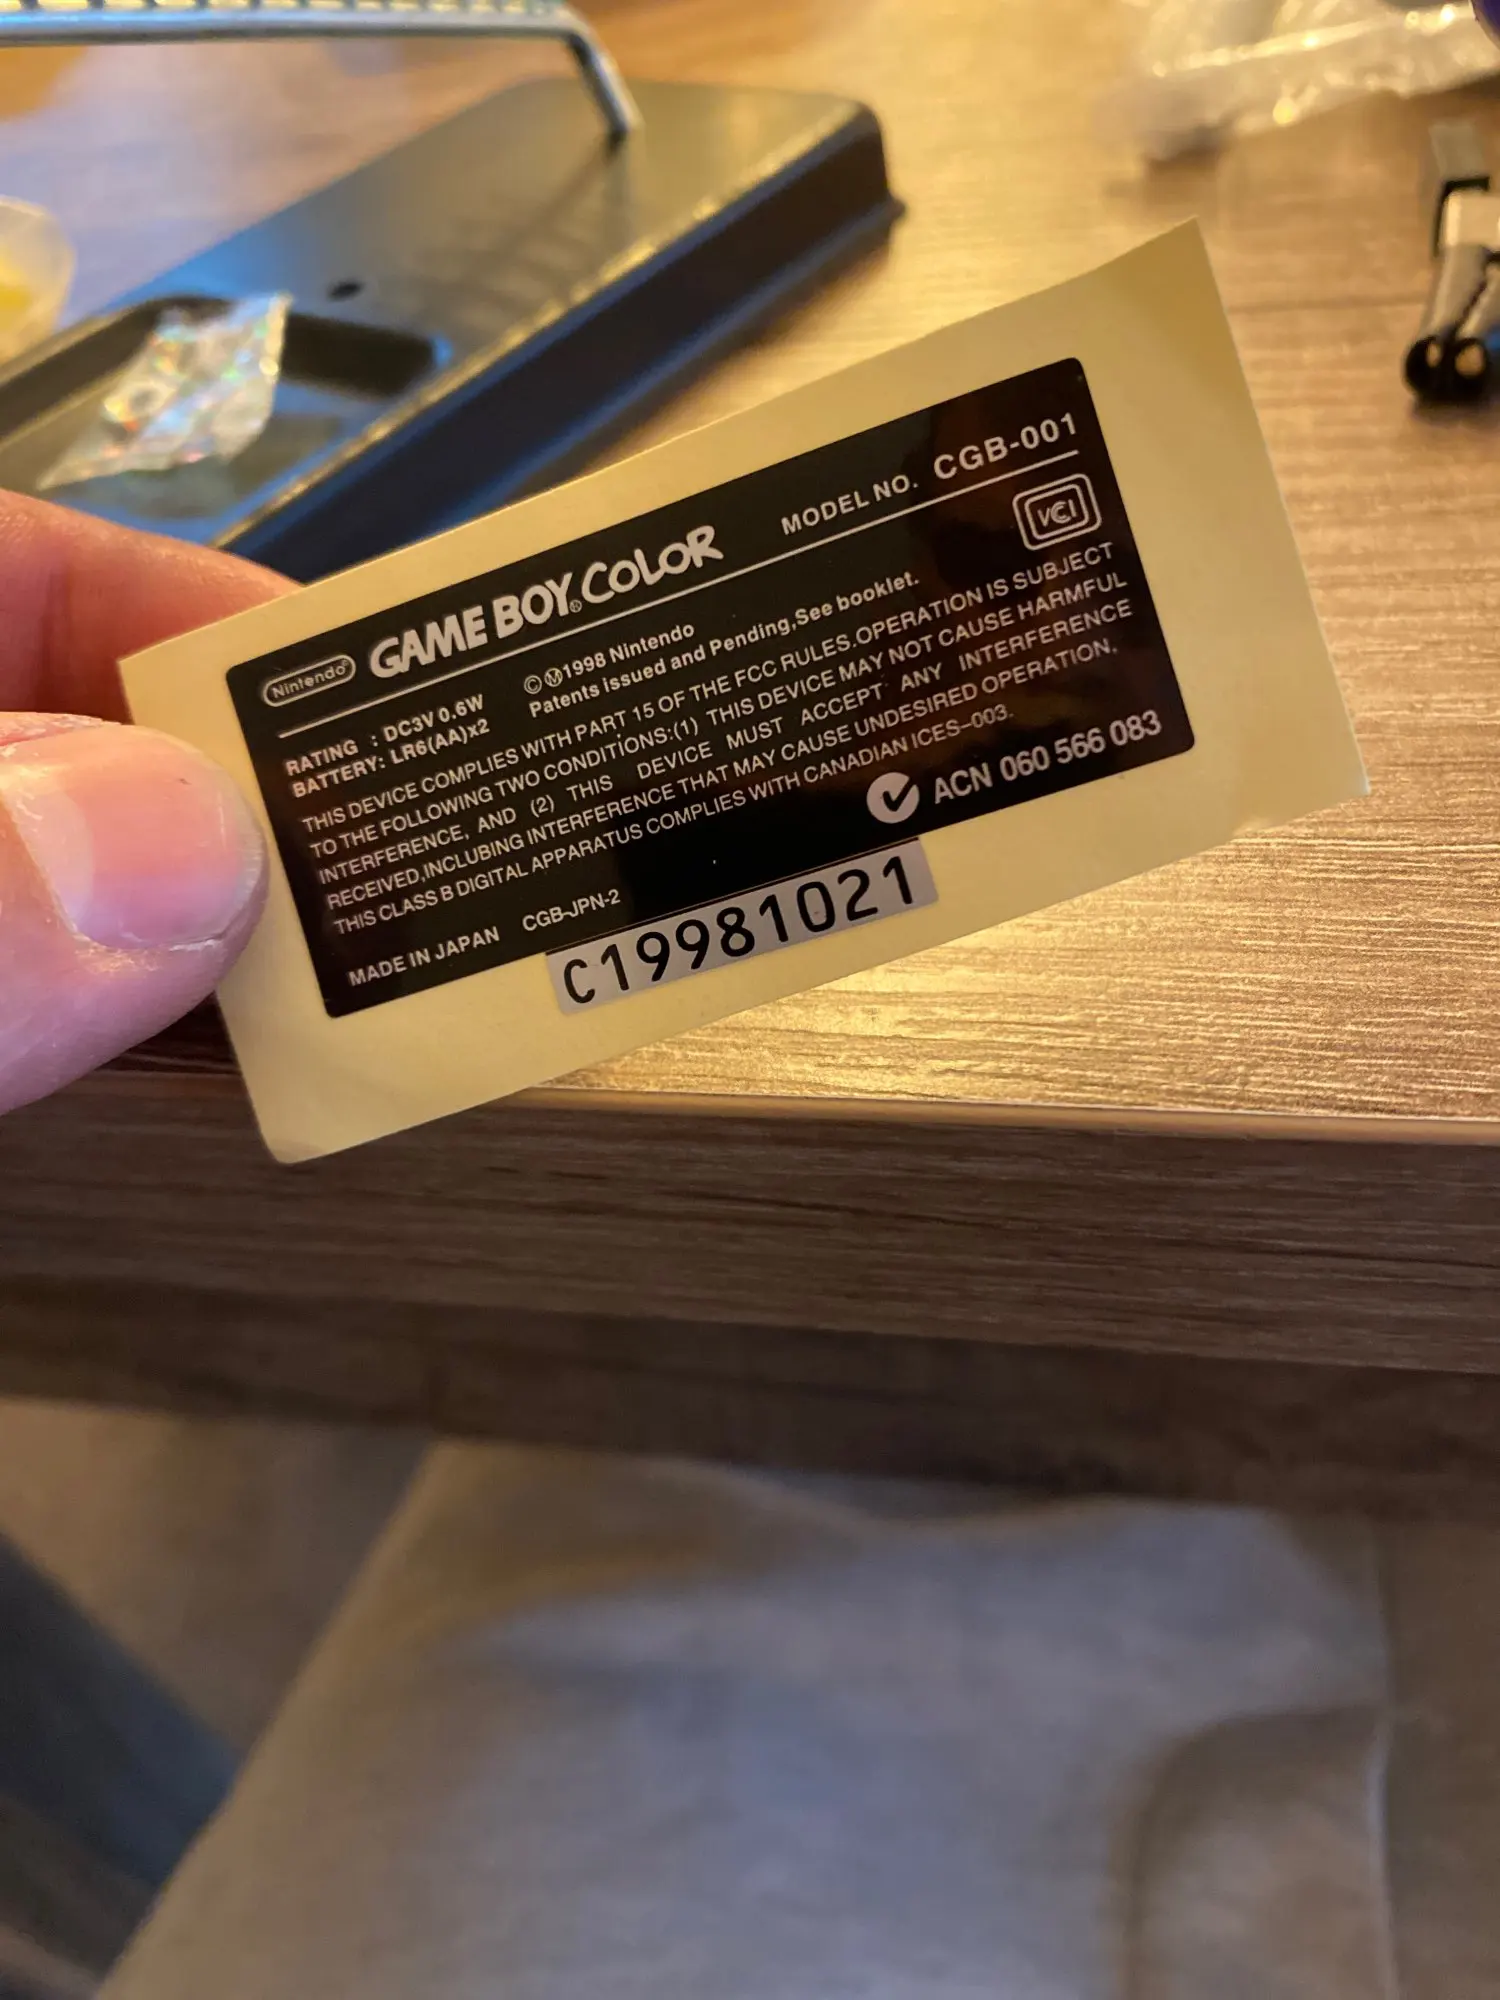 Nintendo® GAME BOY® COLOR MODEL NO. CGB-001
RATING : DC3V 0.6W
BATTERY: LR6(AA)x2
©Ⓜ1998 Nintendo
Patents issued and Pending,See booklet.
VCI
THIS DEVICE COMPLIES WITH PART 15 OF THE FCC RULES.OPERATION IS SUBJECT
TO THE FOLLOWING TWO CONDITIONS:(1) THIS DEVICE MAY NOT CAUSE HARMFUL
INTERFERENCE, AND (2) THIS DEVICE MUST ACCEPT ANY INTERFERENCE
RECEIVED,INCLUBING INTERFERENCE THAT MAY CAUSE UNDESIRED OPERATION.
THIS CLASS B DIGITAL APPARATUS COMPLIES WITH CANADIAN ICES-003.
ACN 060 566 083
MADE IN JAPAN CGB-JPN-2
C19981021